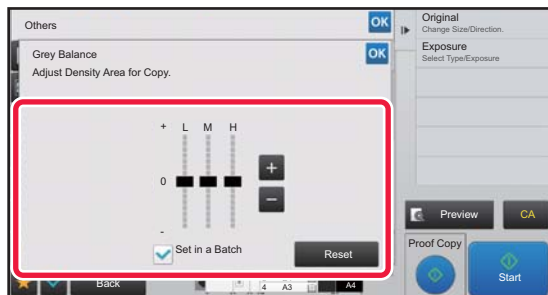 Others
OK
Grey Balance
OK
Adjust Density Area for Copy.
+ L M H
0
-
+
−
Set in a Batch
Reset
Back
4 A3
A4
Original
Change Size/Direction.
Exposure
Select Type/Exposure
Preview
CA
Proof Copy
Start